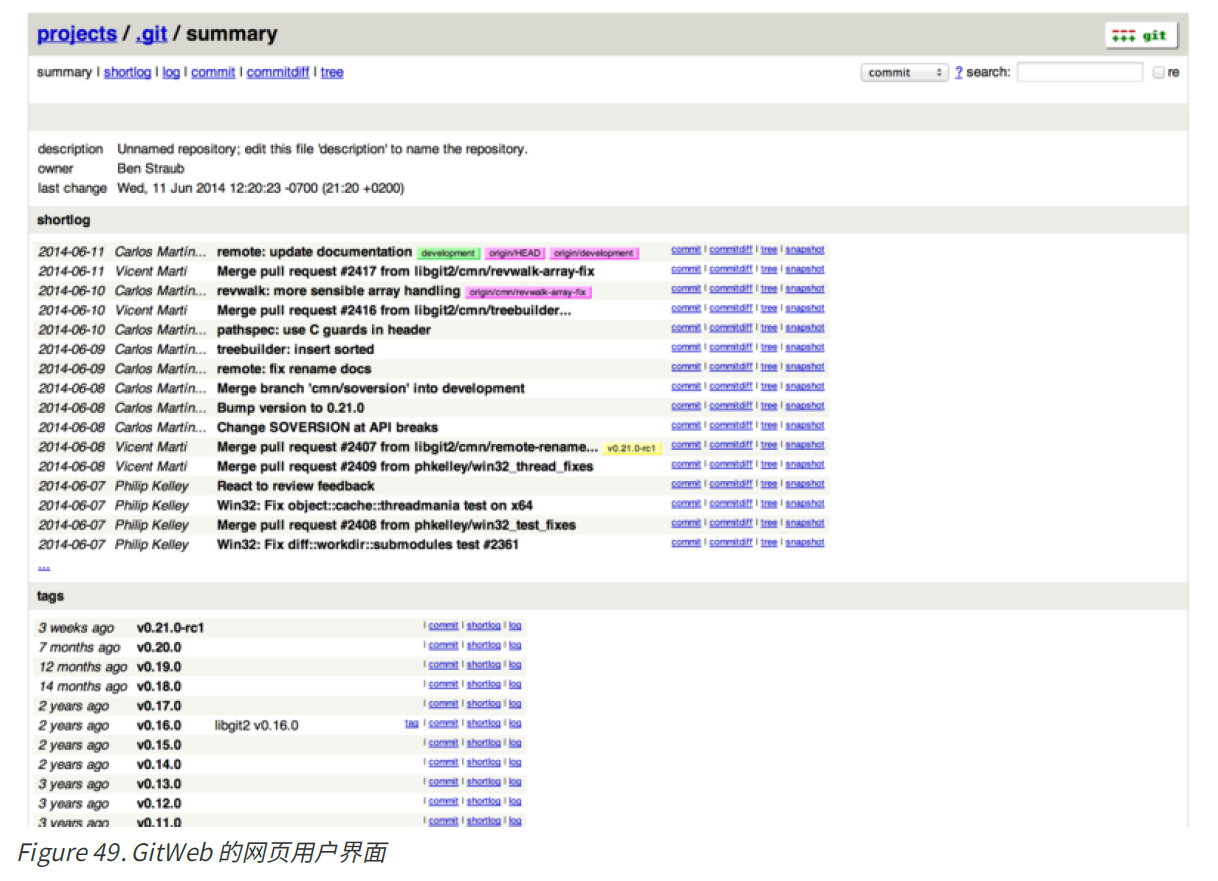 projects / .git / summary
git
summary | shortlog | log | commit | commitdiff | tree
commit ? search: re
description Unnamed repository; edit this file 'description' to name the repository.
owner Ben Straub
last change Wed, 11 Jun 2014 12:20:23 -0700 (21:20 +0200)
shortlog
2014-06-11 Carlos Martín... remote: update documentation development origin/HEAD origin/development commit | commitdiff | tree | snapshot
2014-06-11 Vicent Marti Merge pull request #2417 from libgit2/cmn/revwalk-array-fix commit | commitdiff | tree | snapshot
2014-06-10 Carlos Martín... revwalk: more sensible array handling origin/cmn/revwalk-array-fix commit | commitdiff | tree | snapshot
2014-06-10 Vicent Marti Merge pull request #2416 from libgit2/cmn/treebuilder... commit | commitdiff | tree | snapshot
2014-06-10 Carlos Martín... pathspec: use C guards in header commit | commitdiff | tree | snapshot
2014-06-09 Carlos Martín... treebuilder: insert sorted commit | commitdiff | tree | snapshot
2014-06-09 Carlos Martín... remote: fix rename docs commit | commitdiff | tree | snapshot
2014-06-08 Carlos Martín... Merge branch 'cmn/soversion' into development commit | commitdiff | tree | snapshot
2014-06-08 Carlos Martín... Bump version to 0.21.0 commit | commitdiff | tree | snapshot
2014-06-08 Carlos Martín... Change SOVERSION at API breaks commit | commitdiff | tree | snapshot
2014-06-08 Vicent Marti Merge pull request #2407 from libgit2/cmn/remote-rename... v0.21.0-rc1 commit | commitdiff | tree | snapshot
2014-06-08 Vicent Marti Merge pull request #2409 from phkelley/win32_thread_fixes commit | commitdiff | tree | snapshot
2014-06-07 Philip Kelley React to review feedback commit | commitdiff | tree | snapshot
2014-06-07 Philip Kelley Win32: Fix object::cache::threadmania test on x64 commit | commitdiff | tree | snapshot
2014-06-07 Philip Kelley Merge pull request #2408 from phkelley/win32_test_fixes commit | commitdiff | tree | snapshot
2014-06-07 Philip Kelley Win32: Fix diff::workdir::submodules test #2361 commit | commitdiff | tree | snapshot
...
tags
3 weeks ago v0.21.0-rc1 | commit | shortlog | log
7 months ago v0.20.0 | commit | shortlog | log
12 months ago v0.19.0 | commit | shortlog | log
14 months ago v0.18.0 | commit | shortlog | log
2 years ago v0.17.0 | commit | shortlog | log
2 years ago v0.16.0 libgit2 v0.16.0 tag | commit | shortlog | log
2 years ago v0.15.0 | commit | shortlog | log
2 years ago v0.14.0 | commit | shortlog | log
3 years ago v0.13.0 | commit | shortlog | log
3 years ago v0.12.0 | commit | shortlog | log
3 years ago v0.11.0 | commit | shortlog | log
Figure 49. GitWeb 的网页用户界面